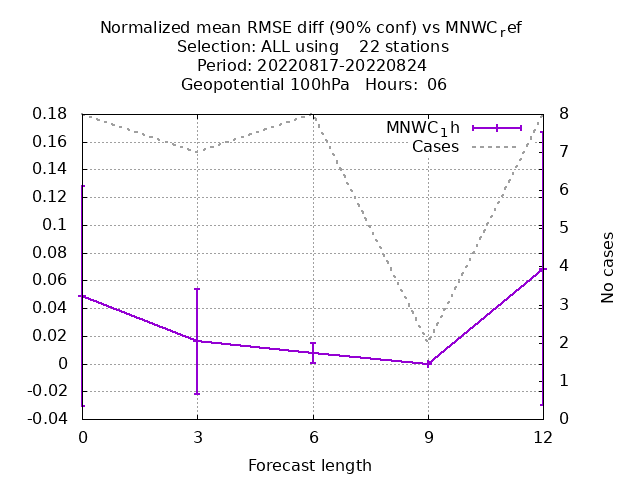 Normalized mean RMSE diff (90% conf) vs MNWCref
Selection: ALL using    22 stations
Period: 20220817-20220824
Geopotential 100hPa   Hours:  06
MNWC1h
Cases
0.18
0.16
0.14
0.12
0.1
0.08
0.06
0.04
0.02
0
-0.02
-0.04
8
7
6
5
4
3
2
1
0
No cases
0 3 6 9 12
Forecast length